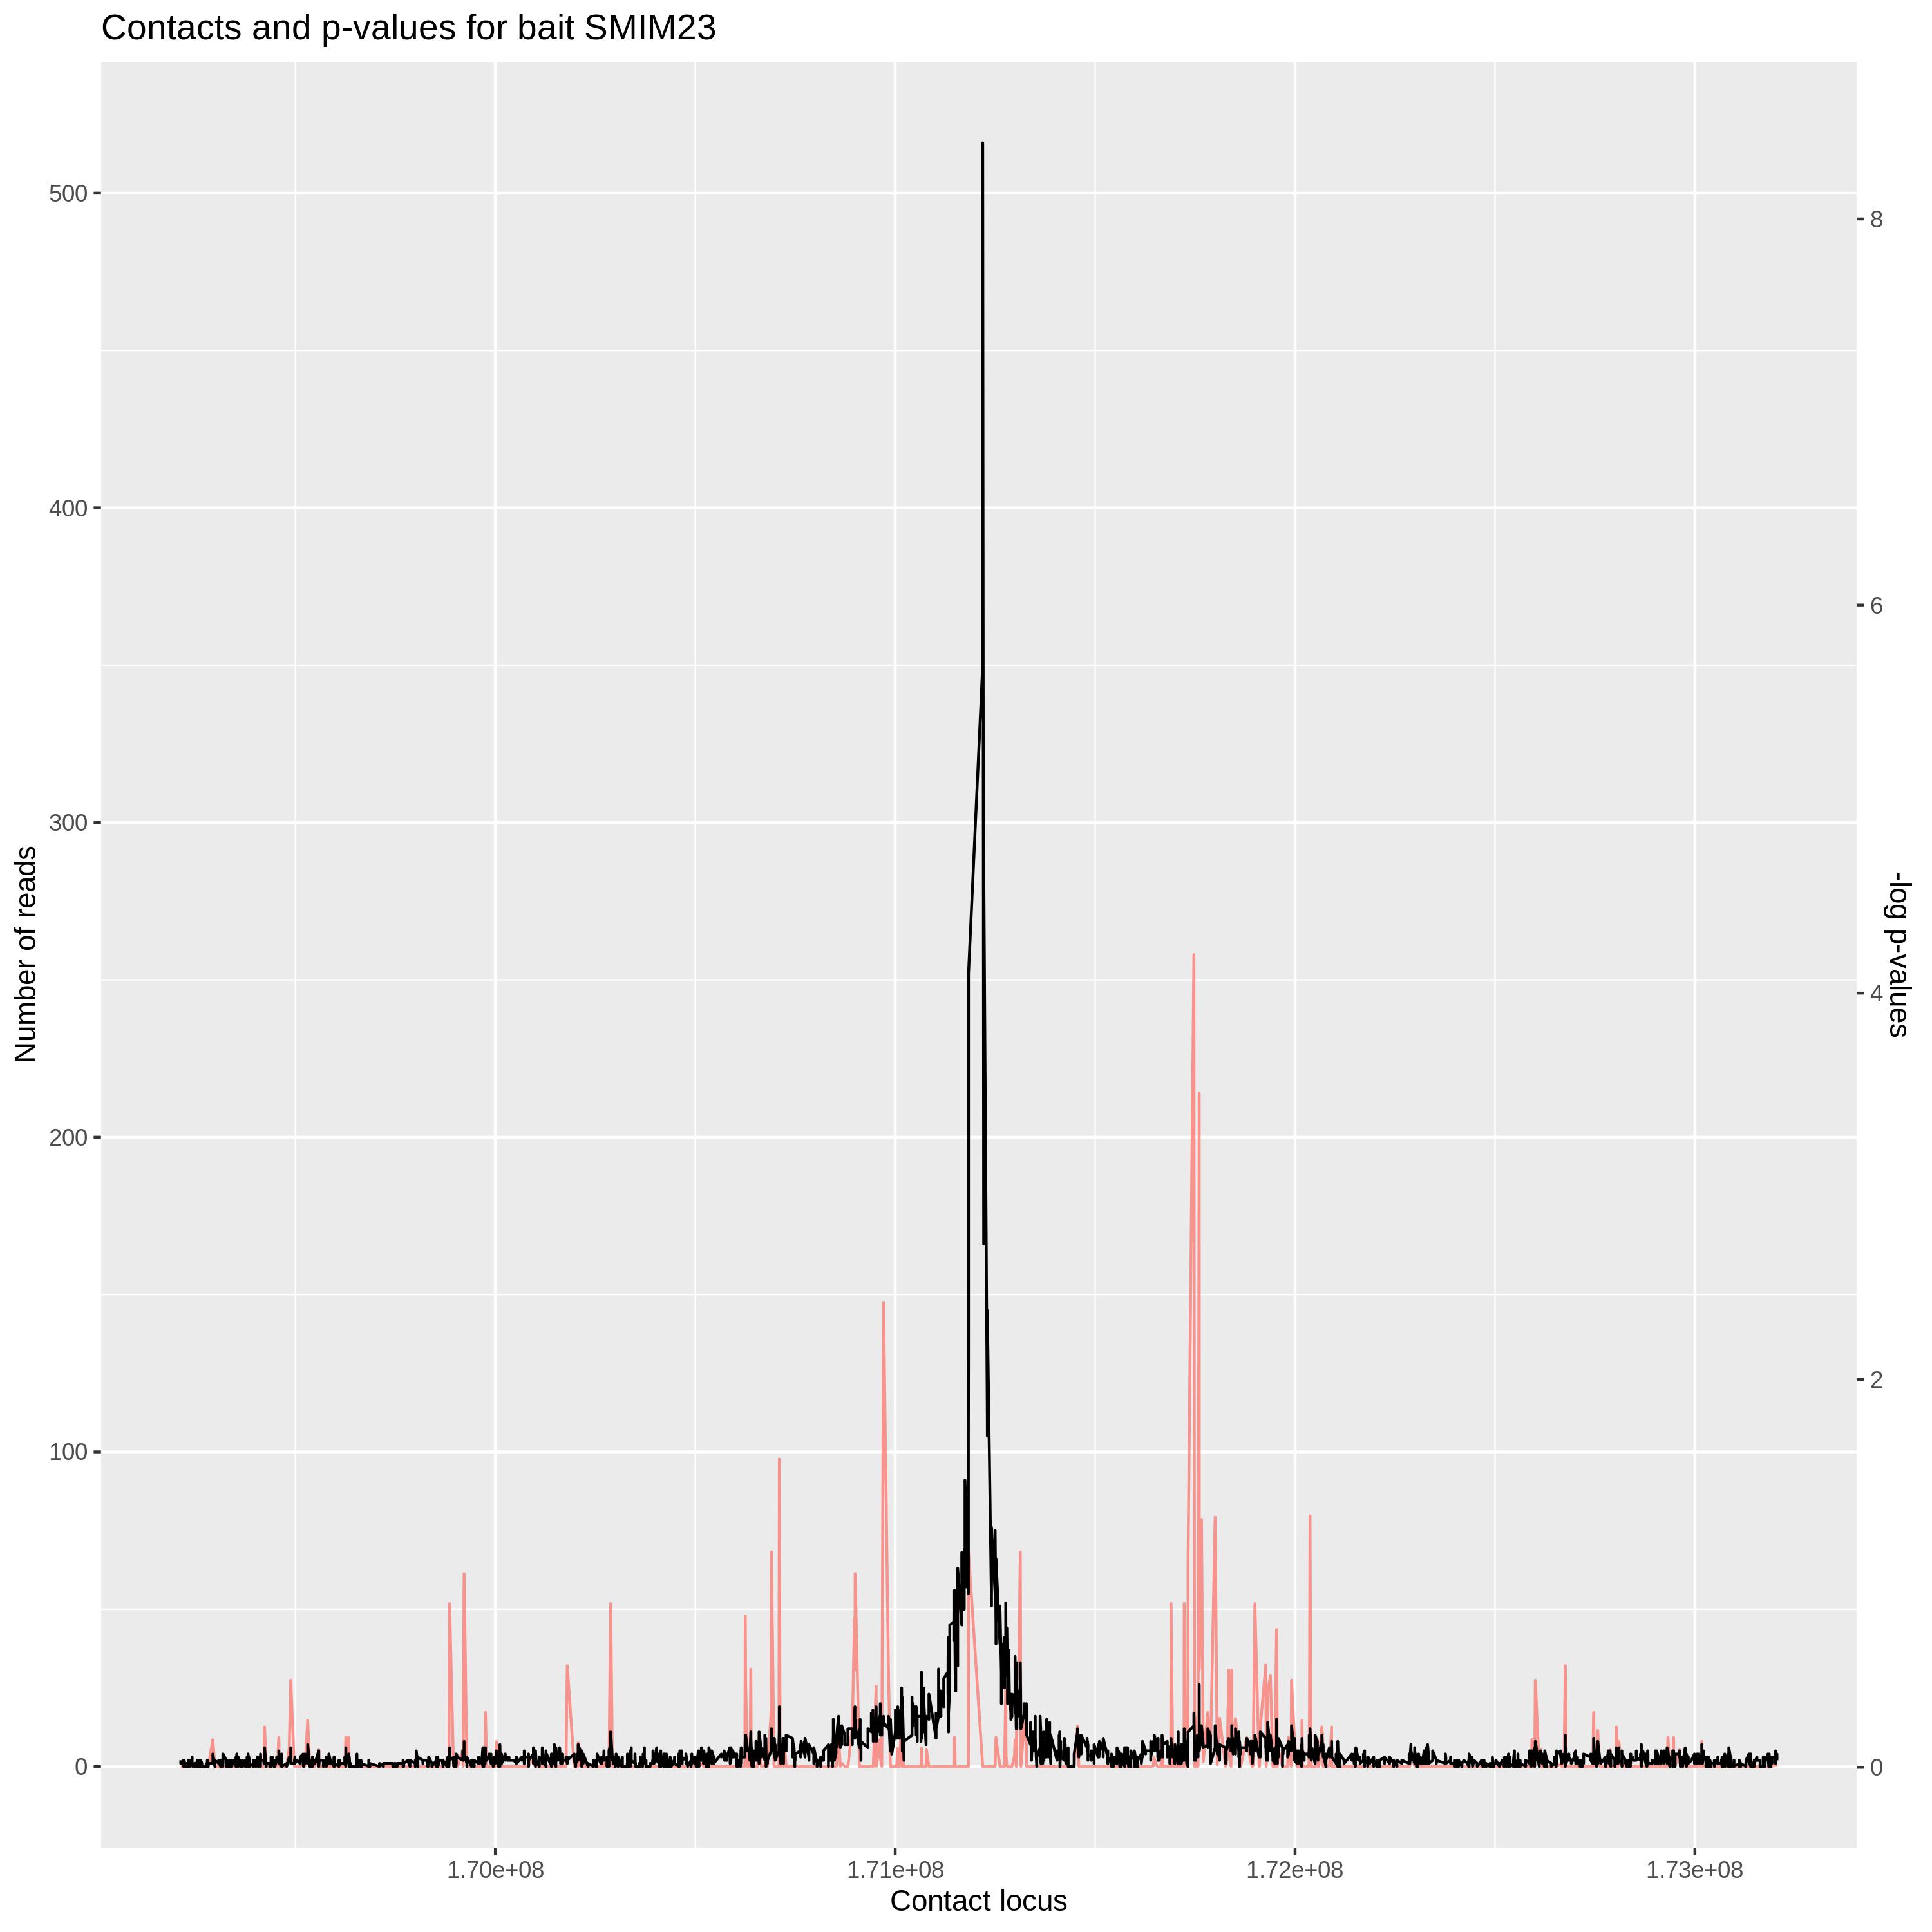 Contacts and p-values for bait SMIM23
Number of reads
500
400
300
200
100
0
8
6
4
2
0
-log p-values
1.70e+08
1.71e+08
1.72e+08
1.73e+08
Contact locus